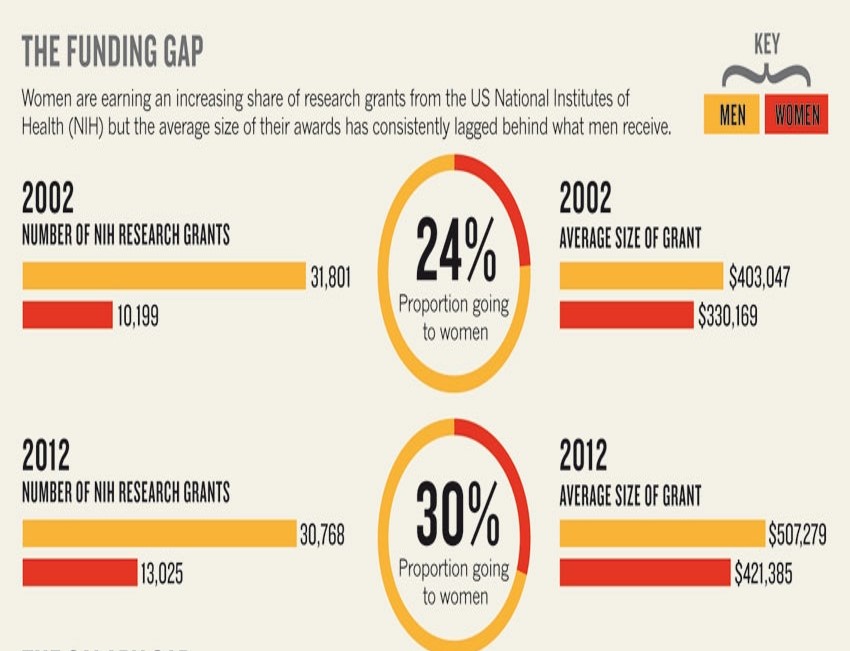 THE FUNDING GAP
KEY
Women are earning an increasing share of research grants from the US National Institutes of
Health (NIH) but the average size of their awards has consistently lagged behind what men receive.
MEN
WOMEN
2002
NUMBER OF NIH RESEARCH GRANTS
31,801
10,199
24%
Proportion going
to women
2002
AVERAGE SIZE OF GRANT
$403,047
$330,169
2012
NUMBER OF NIH RESEARCH GRANTS
30,768
13,025
30%
Proportion going
to women
2012
AVERAGE SIZE OF GRANT
$507,279
$421,385